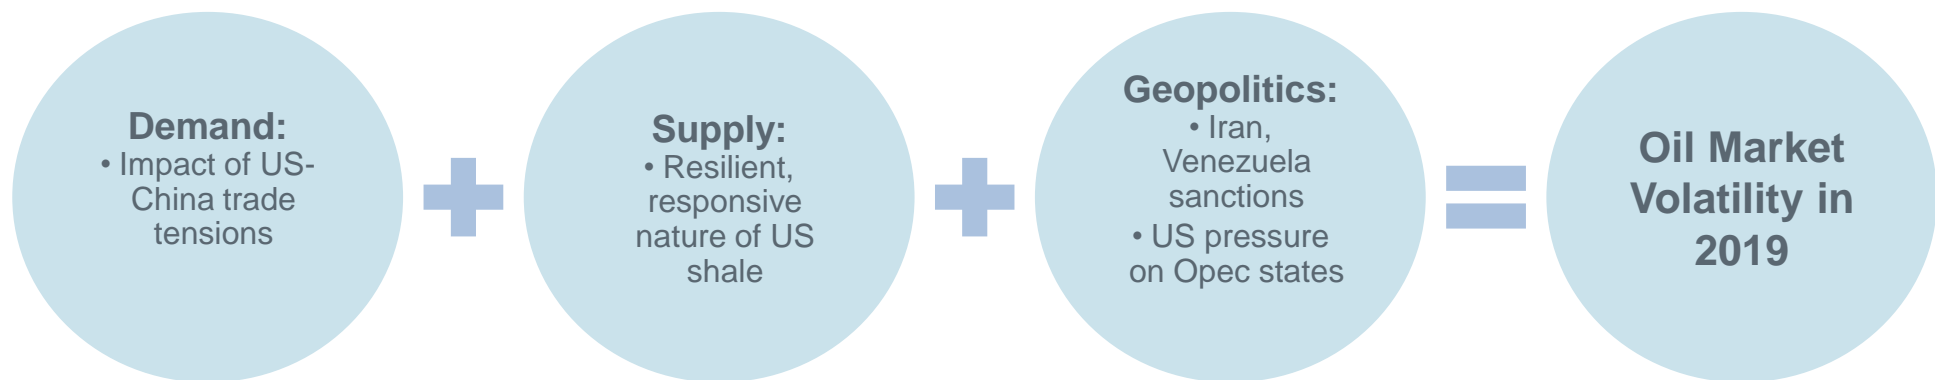 Demand:
• Impact of US-
China trade
tensions
Supply:
• Resilient,
responsive
nature of US
shale
Geopolitics:
• Iran,
Venezuela
sanctions
• US pressure
on Opec states
Oil Market
Volatility in
2019